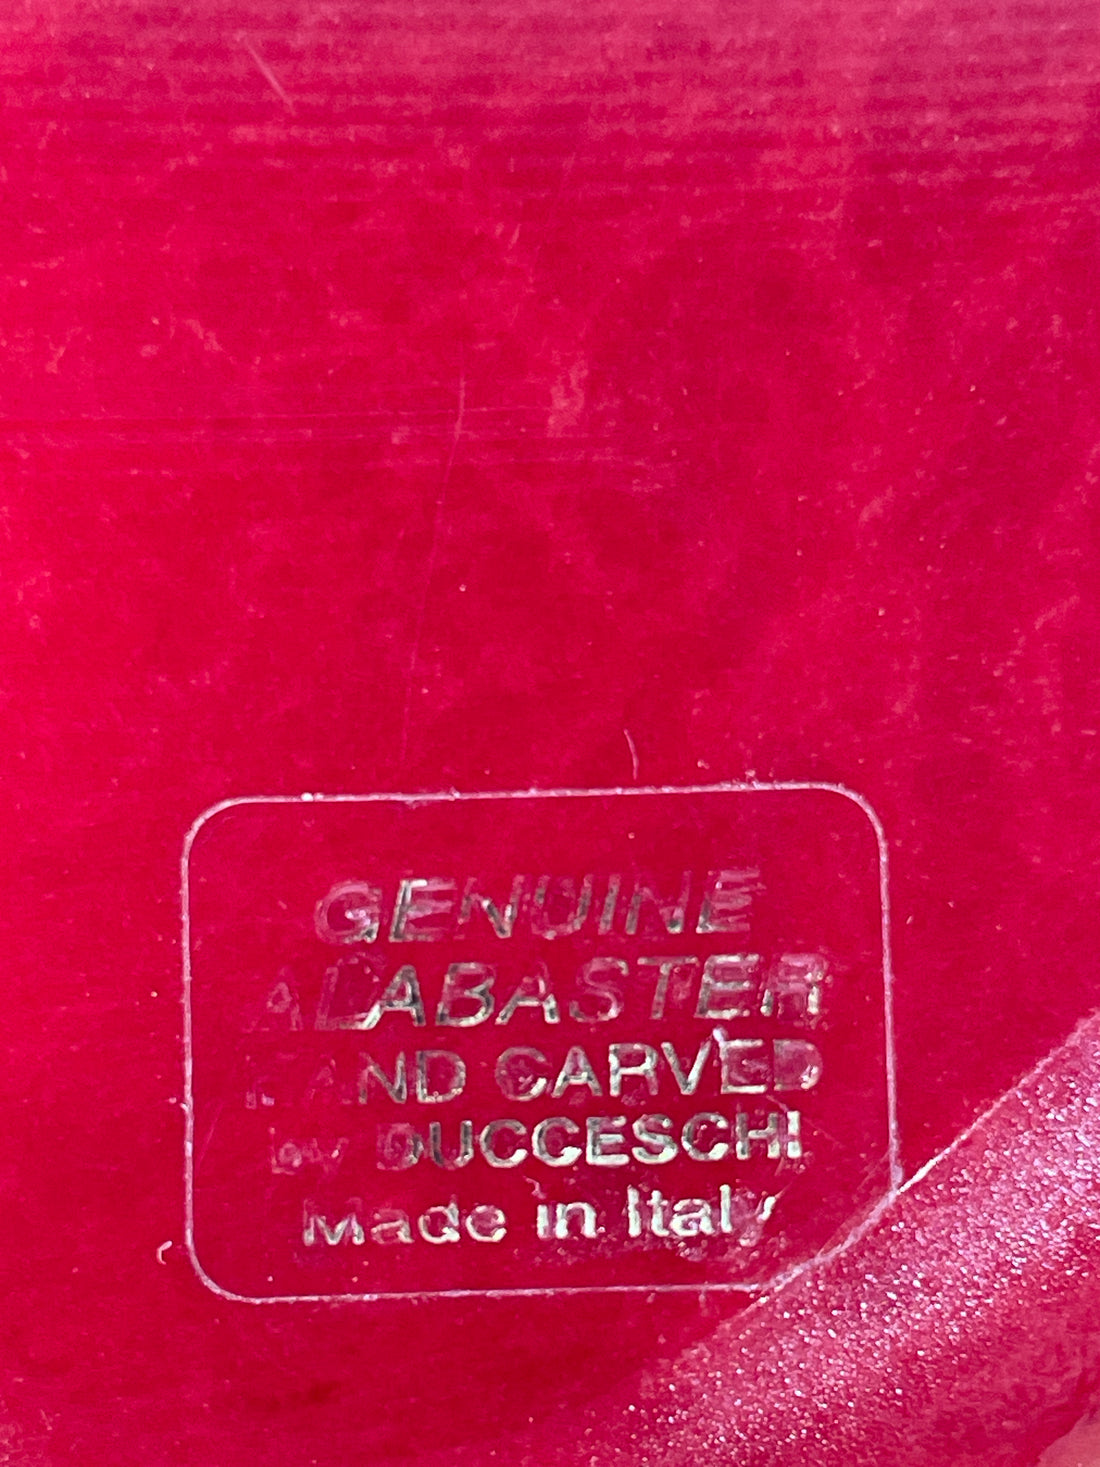 GENUINE
ALABASTER
HAND CARVED
by DUCCESCHI
Made in Italy